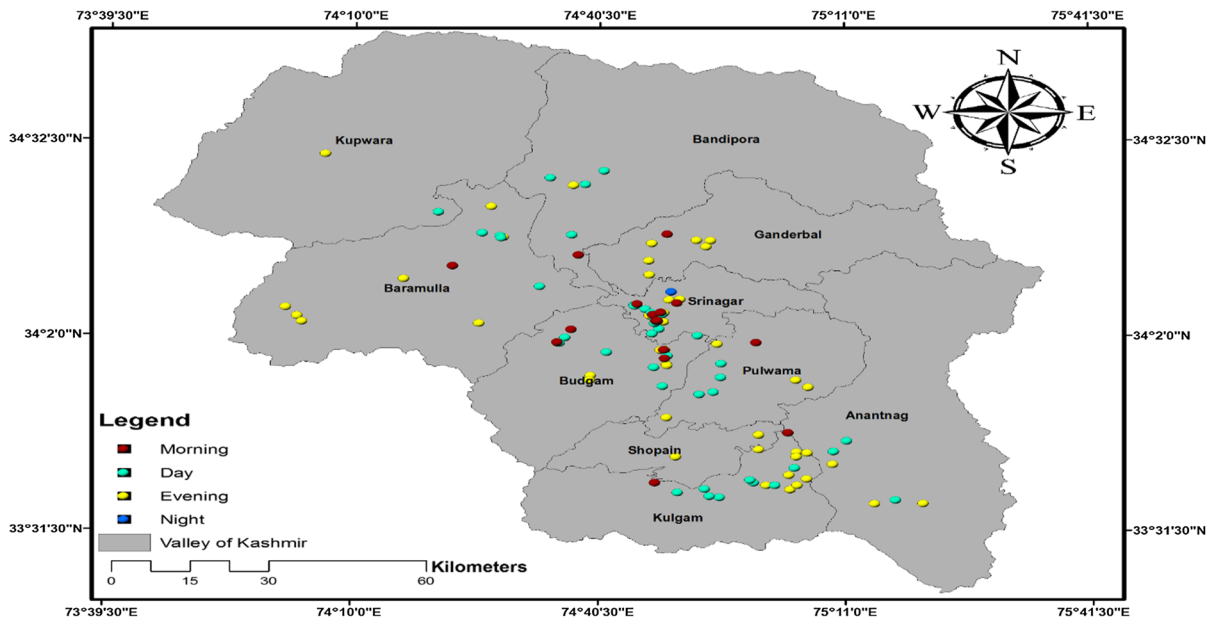 73°39'30"E 74°10'0"E 74°40'30"E 75°11'0"E 75°41'30"E
N
W E
S
34°32'30"N 34°32'30"N
Kupwara
Bandipora
Ganderbal
Baramulla
Srinagar
34°2'0"N 34°2'0"N
Budgam
Pulwama
Anantnag
Legend
Morning
Shopain
Day
Evening
Kulgam
Night
33°31'30"N 33°31'30"N
Valley of Kashmir
Kilometers
0 15 30 60
73°39'30"E 74°10'0"E 74°40'30"E 75°11'0"E 75°41'30"E